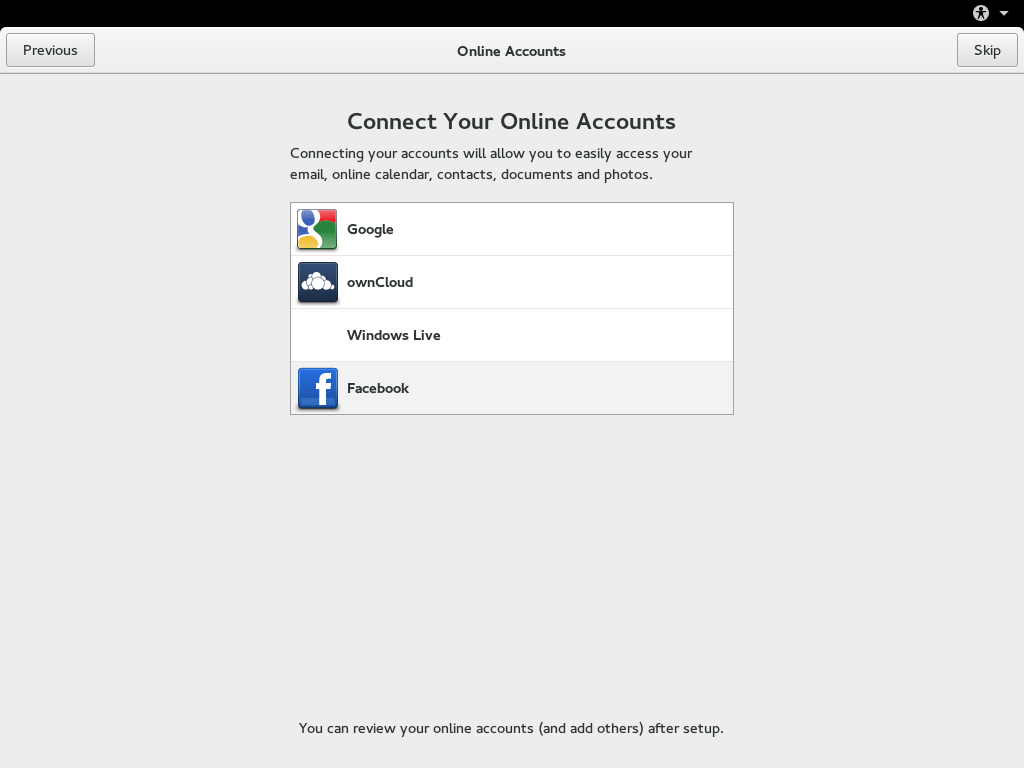 Previous
Online Accounts
Skip
Connect Your Online Accounts
Connecting your accounts will allow you to easily access your
email, online calendar, contacts, documents and photos.
Google
ownCloud
Windows Live
Facebook
You can review your online accounts (and add others) after setup.